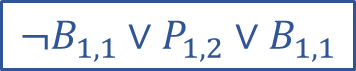 ¬B₁,₁ ∨ P₁,₂ ∨ B₁,₁